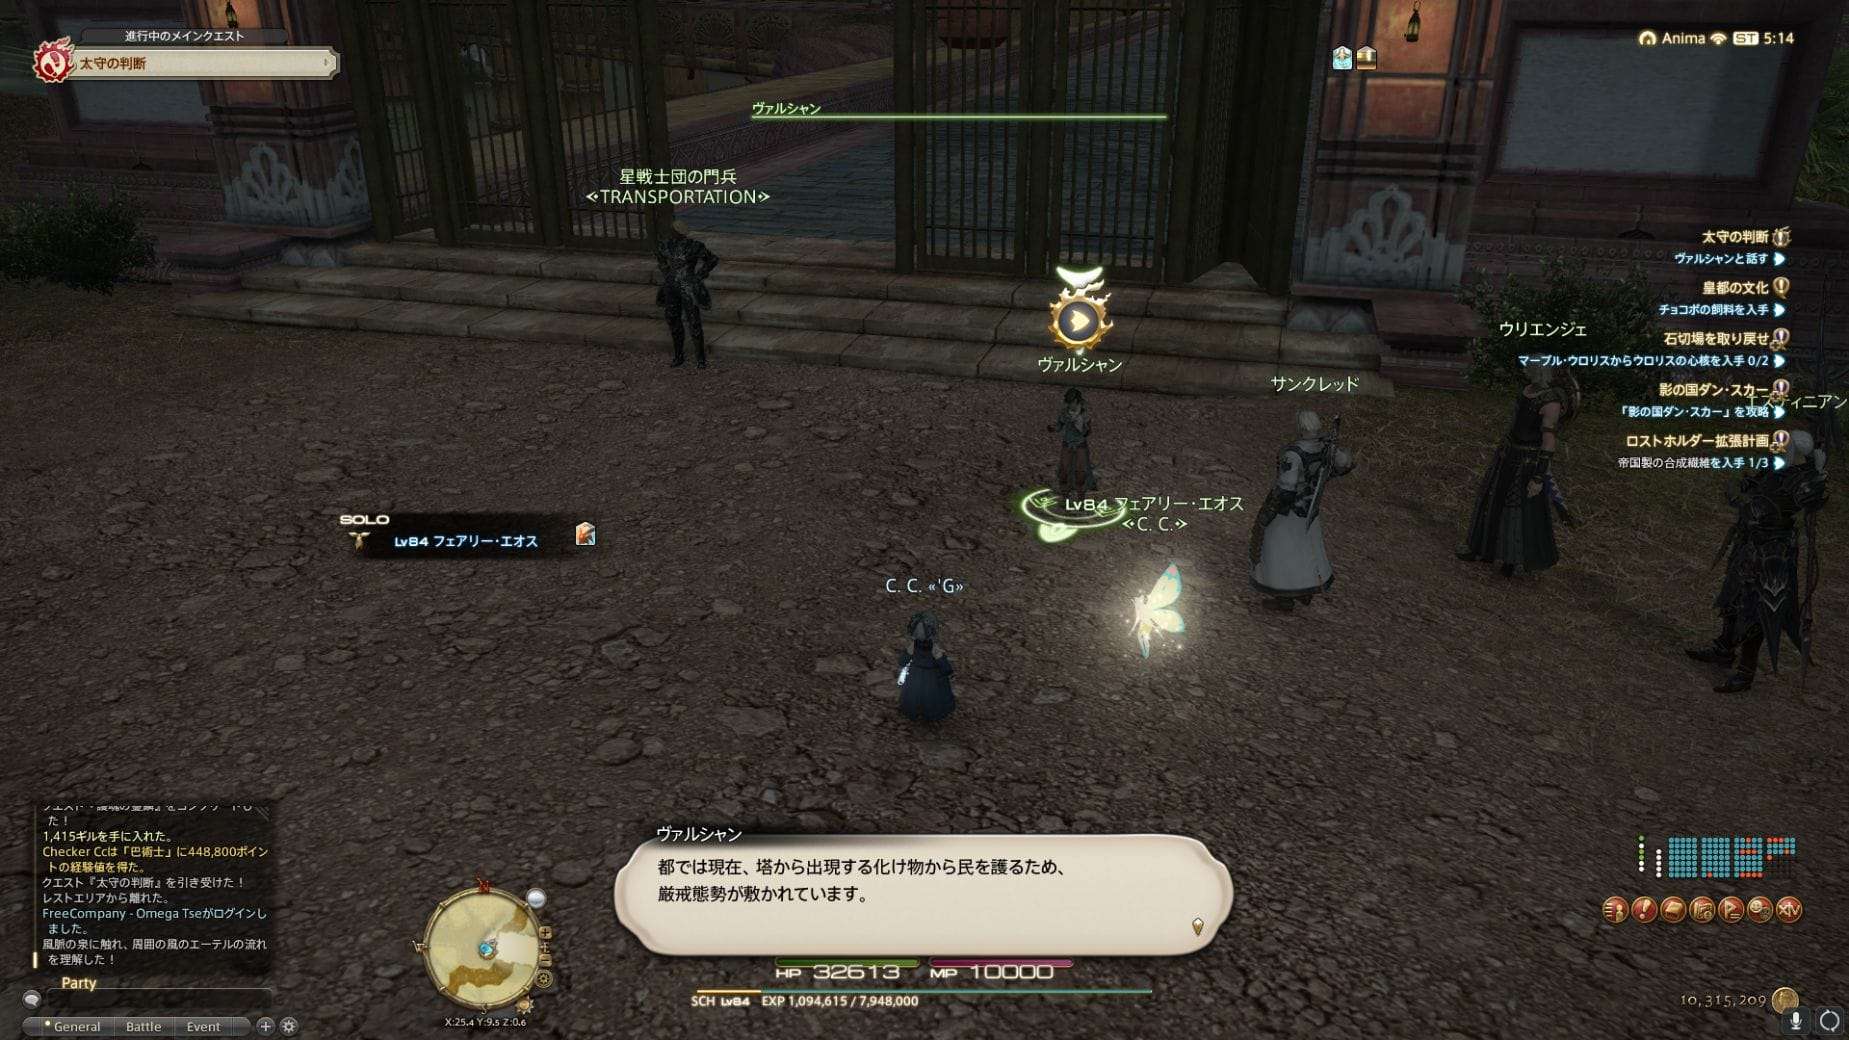 進行中のメインクエスト
太守の判断
Anima ST 5:14
ヴァルシャン
星戦士団の門兵
<TRANSPORTATION>
太守の判断
ヴァルシャンと話す
皇都の文化
チョコボの飼料を入手
石切場を取り戻せ
マーブル・ウロリスからウロリスの心核を入手 0/2
影の国ダン・スカー
「影の国ダン・スカー」を攻略
ロストホルダー拡張計画
帝国製の合成繊維を入手 1/3
ヴァルシャン
サンクレッド
ウリエンジェ
エスティニアン
Lv84 フェアリー・エオス
<C. C.>
SOLO
Lv84 フェアリー・エオス
C. C. «'G»
た！
1,415ギルを手に入れた。
Checker Ccは「巴術士」に448,800ポイン
トの経験値を得た。
クエスト『太守の判断』を引き受けた！
レストエリアから離れた。
FreeCompany - Omega Tseがログインし
ました。
風脈の泉に触れ、周囲の風のエーテルの流れ
を理解した！
Party
General Battle Event
X:25.4 Y:9.5 Z:0.6
ヴァルシャン
都では現在、塔から出現する化け物から民を護るため、
厳戒態勢が敷かれています。
HP 32613 MP 10000
SCH Lv84 EXP 1,094,615 / 7,948,000
10,315,209